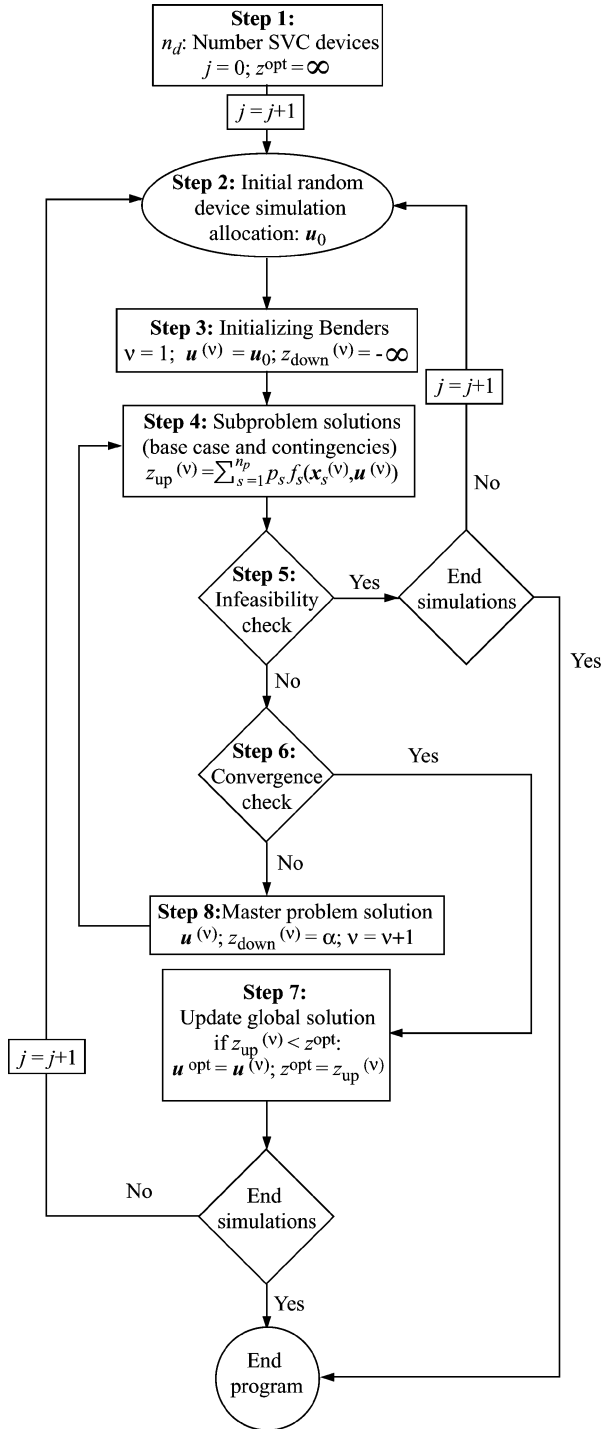 Step 1:
n_d: Number SVC devices
j = 0; z^opt = ∞
j = j+1
Step 2: Initial random
device simulation
allocation: u_0
Step 3: Initializing Benders
ν = 1; u^(ν) = u_0; z_down^(ν) = -∞
j = j+1
Step 4: Subproblem solutions
(base case and contingencies)
z_up^(ν) = ∑_{s=1}^{n_p} p_s f_s(x_s^(ν),u^(ν))
No
Step 5:
Infeasibility
check
Yes
End
simulations
Yes
No
Step 6:
Convergence
check
Yes
No
Step 8:Master problem solution
u^(ν); z_down^(ν) = α; ν = ν+1
Step 7:
Update global solution
if z_up^(ν) < z^opt:
u^opt = u^(ν); z^opt = z_up^(ν)
j = j+1
No
End
simulations
Yes
End
program